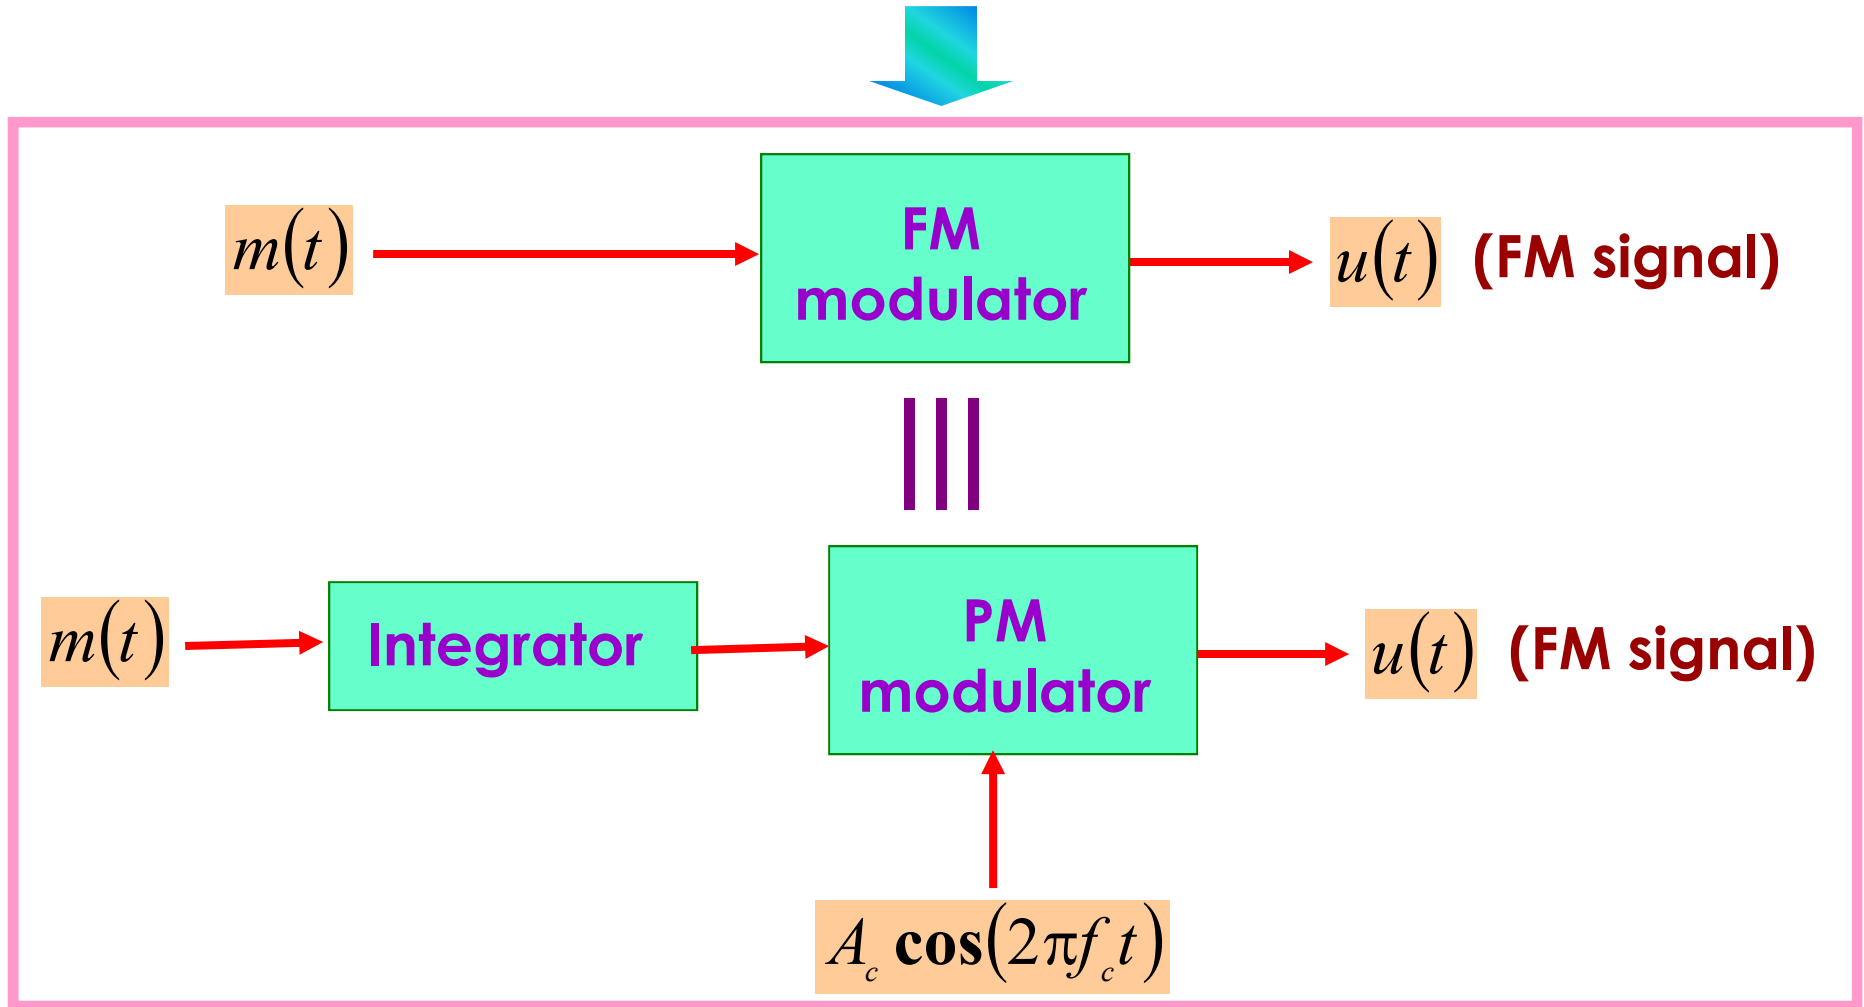 m(t)
FM
modulator
u(t) (FM signal)
m(t)
Integrator
PM
modulator
u(t) (FM signal)
A_c cos(2πf_c t)